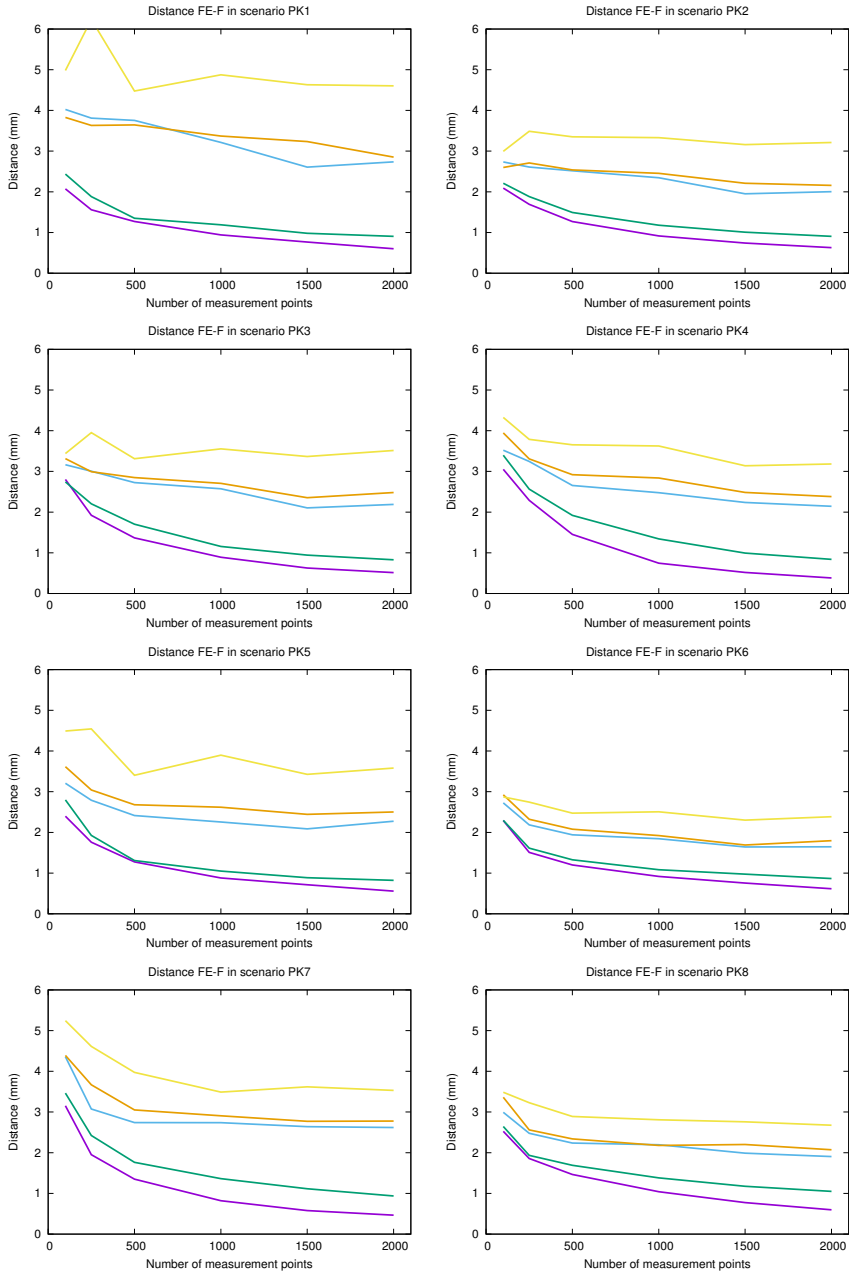 Distance FE-F in scenario PK1
6
5
4
3
2
1
0
Distance (mm)
0 500 1000 1500 2000
Number of measurement points
Distance FE-F in scenario PK2
6
5
4
3
2
1
0
Distance (mm)
0 500 1000 1500 2000
Number of measurement points
Distance FE-F in scenario PK3
6
5
4
3
2
1
0
Distance (mm)
0 500 1000 1500 2000
Number of measurement points
Distance FE-F in scenario PK4
6
5
4
3
2
1
0
Distance (mm)
0 500 1000 1500 2000
Number of measurement points
Distance FE-F in scenario PK5
6
5
4
3
2
1
0
Distance (mm)
0 500 1000 1500 2000
Number of measurement points
Distance FE-F in scenario PK6
6
5
4
3
2
1
0
Distance (mm)
0 500 1000 1500 2000
Number of measurement points
Distance FE-F in scenario PK7
6
5
4
3
2
1
0
Distance (mm)
0 500 1000 1500 2000
Number of measurement points
Distance FE-F in scenario PK8
6
5
4
3
2
1
0
Distance (mm)
0 500 1000 1500 2000
Number of measurement points